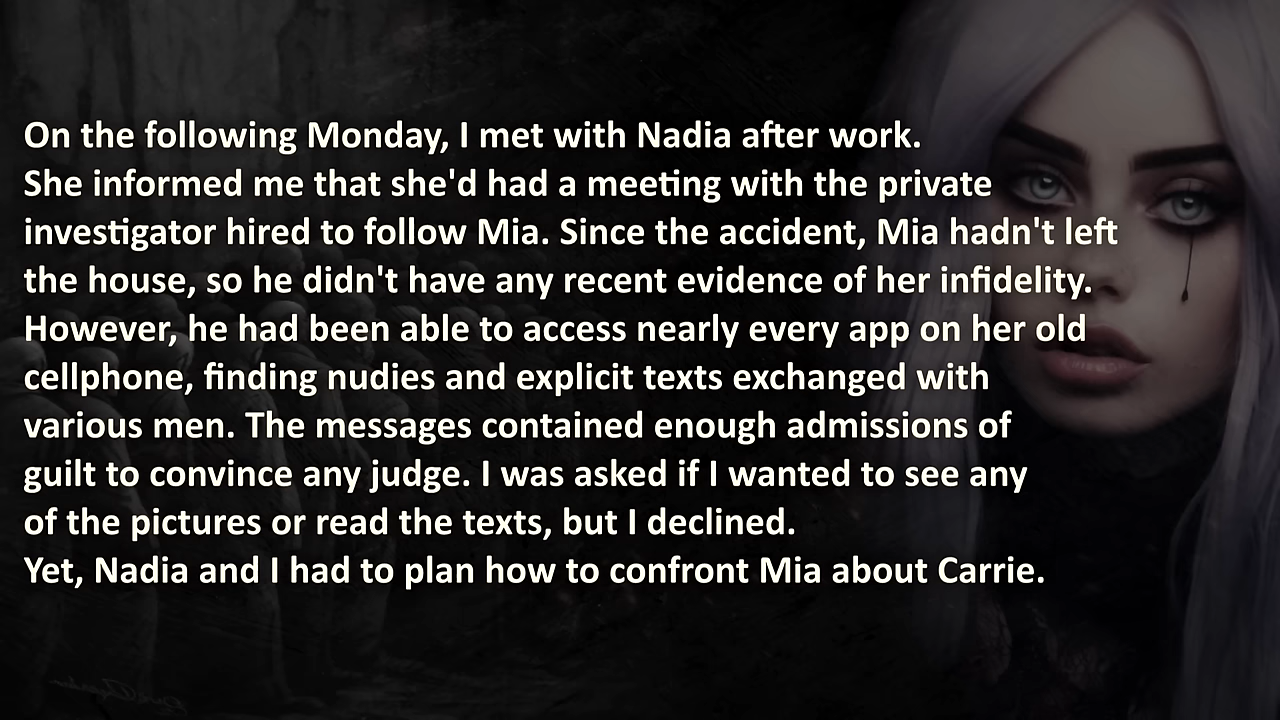 On the following Monday, I met with Nadia after work.
She informed me that she'd had a meeting with the private
investigator hired to follow Mia. Since the accident, Mia hadn't left
the house, so he didn't have any recent evidence of her infidelity.
However, he had been able to access nearly every app on her old
cellphone, finding nudies and explicit texts exchanged with
various men. The messages contained enough admissions of
guilt to convince any judge. I was asked if I wanted to see any
of the pictures or read the texts, but I declined.
Yet, Nadia and I had to plan how to confront Mia about Carrie.